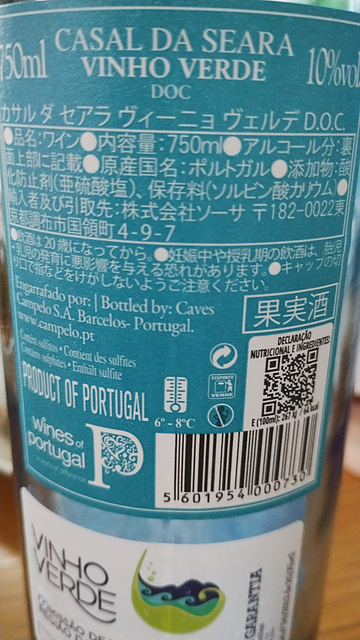 750ml
CASAL DA SEARA
VINHO VERDE
DOC
10%vol
カサル ダ セアラ ヴィーニョ ヴェルデ D.O.C.
●品名:ワイン●内容量:750ml●アルコール分:裏
面上部に記載●原産国名:ポルトガル●添加物:酸
化防止剤(亜硫酸塩)、保存料(ソルビン酸カリウム)●
輸入者及び引取先:株式会社ソーサ 〒182-0022東
京都調布市国領町4-9-7
●飲酒は20歳になってから。●妊娠中や授乳期の飲酒は、胎児・
乳児の発育に悪影響を与える恐れがあります。●キャップの切
り口で指などをけがしないようご注意ください。
Engarrafado por: | Bottled by: Caves
Campelo S.A. Barcelos- Portugal.
www.campelo.pt
果実酒
Contém sulfitos • Contient des sulfites
Contains sulphites • Enthält sulfite
PRODUCT OF PORTUGAL
6º - 8ºC
PONTO
VERDE
DECLARAÇÃO
NUTRICIONAL E INGREDIENTES:
E (100ml): 267 kJ / 64 kcal
wines of
portugal
P
5 601954 000730
VINHO
VERDE
GARANTIA